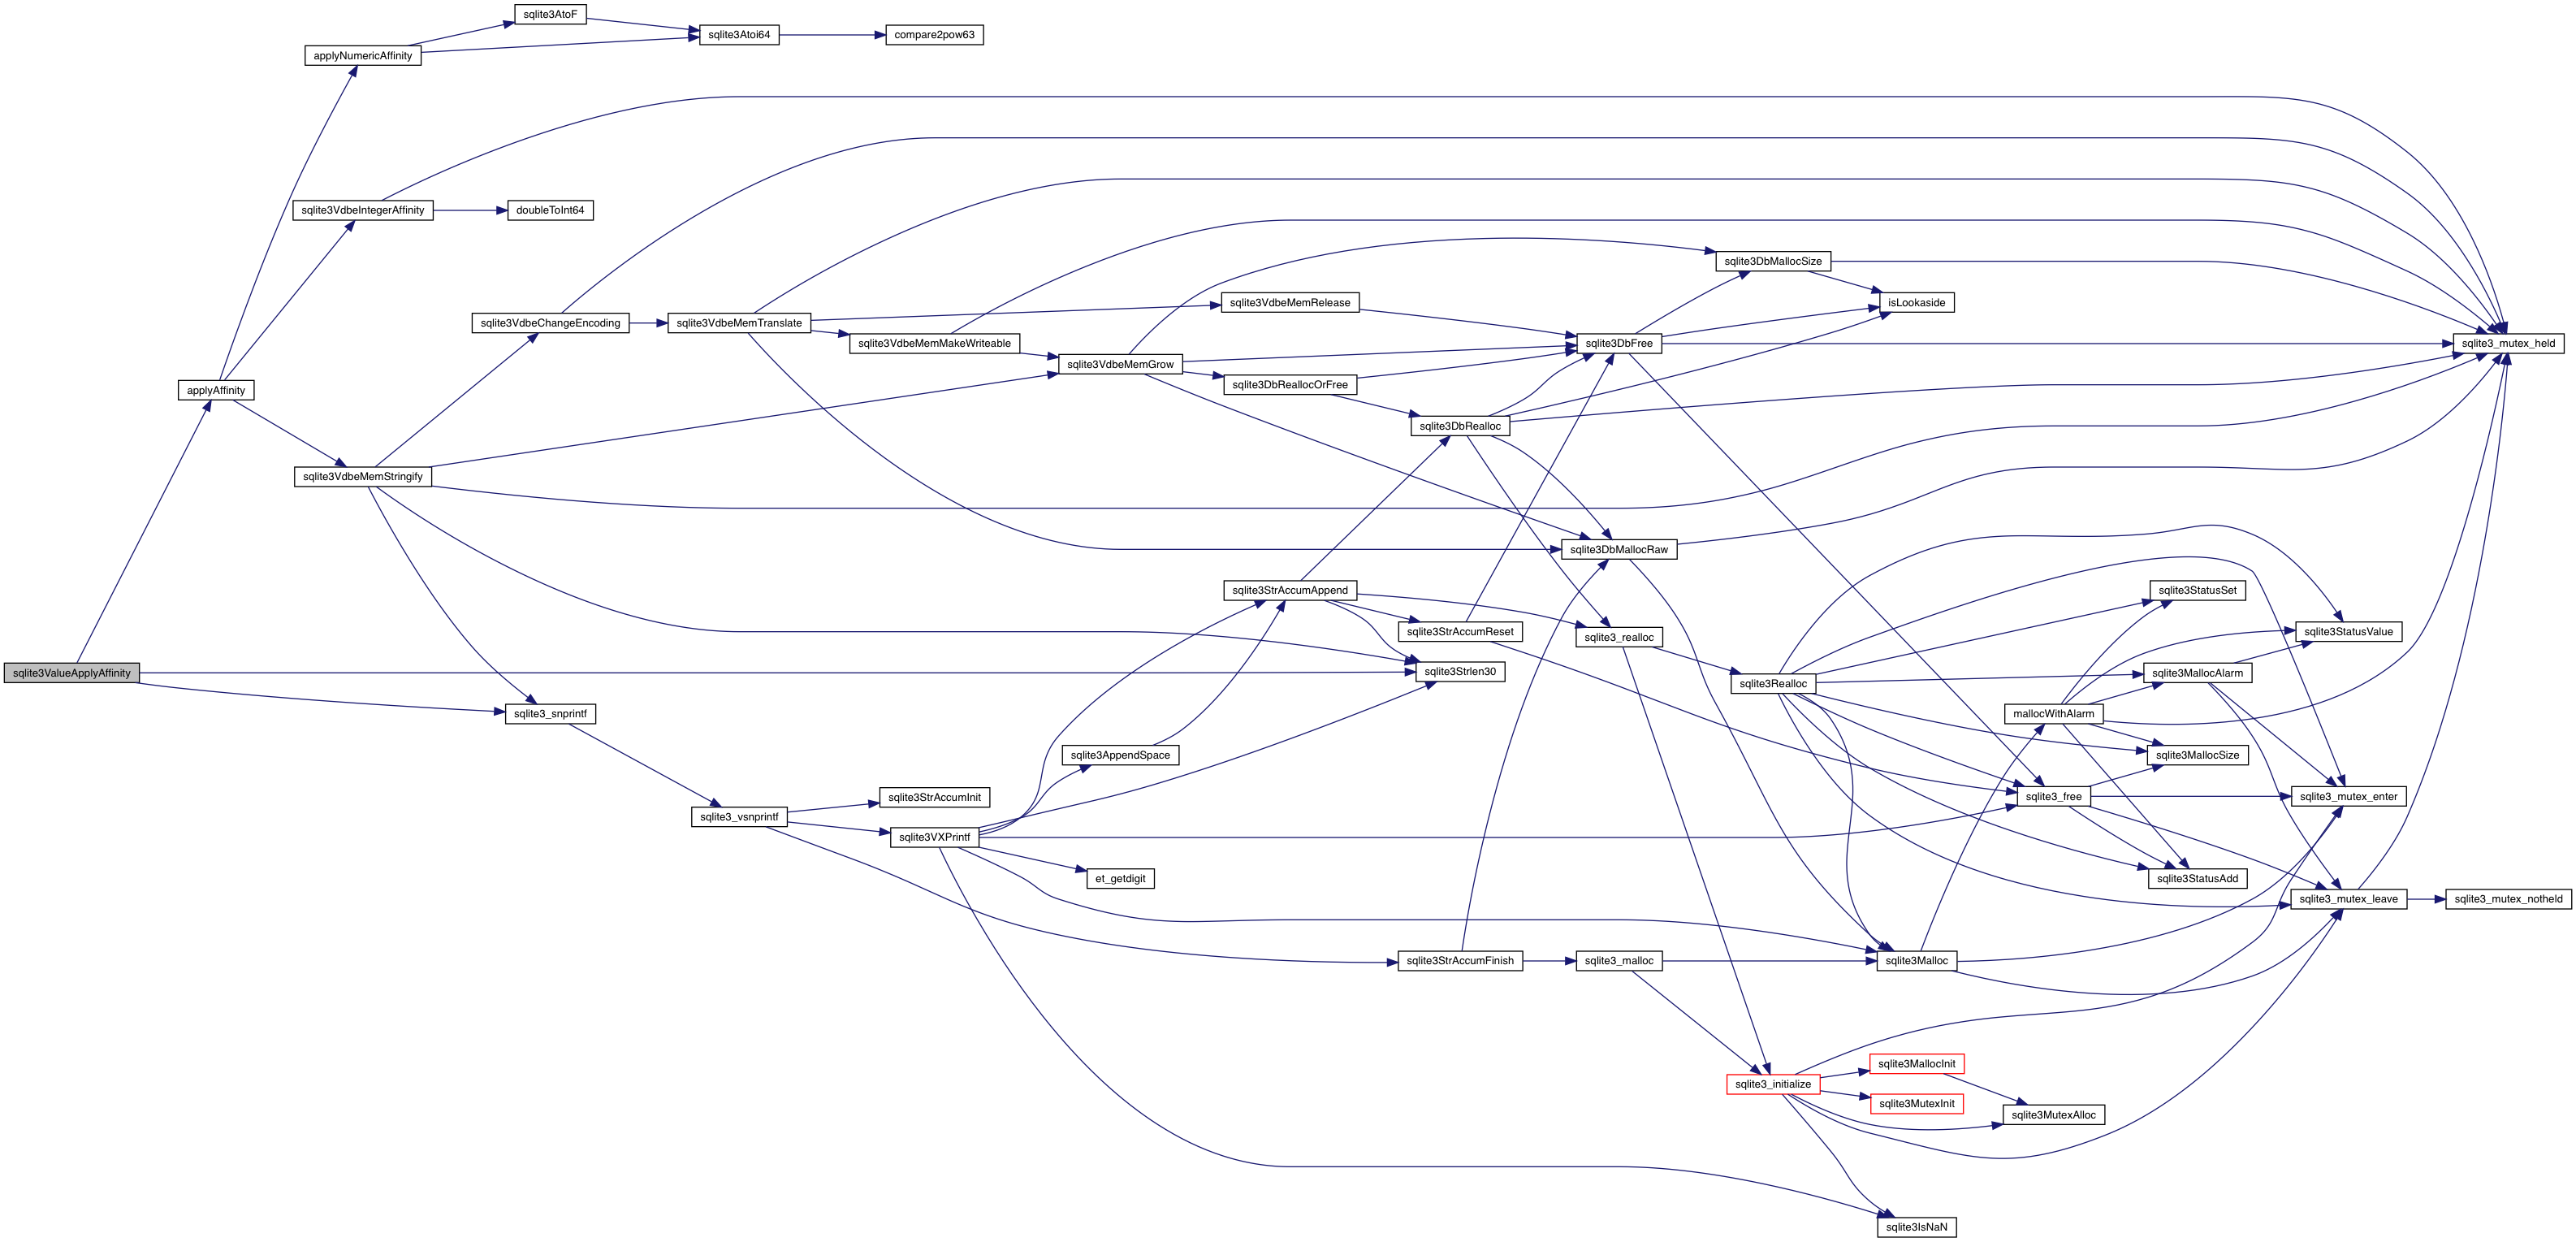 sqlite3AtoF
sqlite3Atoi64
compare2pow63
applyNumericAffinity
sqlite3VdbeIntegerAffinity
doubleToInt64
sqlite3DbMallocSize
sqlite3VdbeMemRelease
isLookaside
sqlite3VdbeChangeEncoding
sqlite3VdbeMemTranslate
sqlite3VdbeMemMakeWriteable
sqlite3DbFree
sqlite3_mutex_held
sqlite3VdbeMemGrow
sqlite3DbReallocOrFree
applyAffinity
sqlite3DbRealloc
sqlite3VdbeMemStringify
sqlite3DbMallocRaw
sqlite3StrAccumAppend
sqlite3StatusSet
sqlite3StrAccumReset
sqlite3_realloc
sqlite3StatusValue
sqlite3ValueApplyAffinity
sqlite3Strlen30
sqlite3Realloc
sqlite3MallocAlarm
sqlite3_snprintf
mallocWithAlarm
sqlite3AppendSpace
sqlite3MallocSize
sqlite3StrAccumInit
sqlite3_free
sqlite3_mutex_enter
sqlite3_vsnprintf
sqlite3VXPrintf
et_getdigit
sqlite3StatusAdd
sqlite3_mutex_leave
sqlite3_mutex_notheld
sqlite3StrAccumFinish
sqlite3_malloc
sqlite3Malloc
sqlite3MallocInit
sqlite3_initialize
sqlite3MutexInit
sqlite3MutexAlloc
sqlite3IsNaN